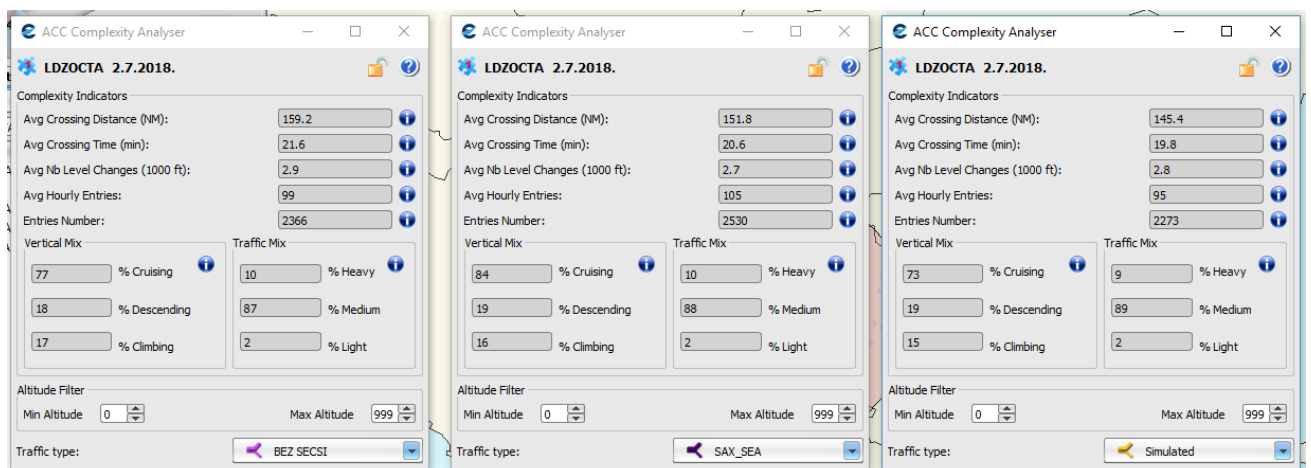 ACC Complexity Analyser
LDZOCTA 2.7.2018.
Complexity Indicators
Avg Crossing Distance (NM): 159.2
Avg Crossing Time (min): 21.6
Avg Nb Level Changes (1000 ft): 2.9
Avg Hourly Entries: 99
Entries Number: 2366
Vertical Mix Traffic Mix
77 % Cruising 10 % Heavy
18 % Descending 87 % Medium
17 % Climbing 2 % Light
Altitude Filter
Min Altitude 0 Max Altitude 999
Traffic type: BEZ SECSI
ACC Complexity Analyser
LDZOCTA 2.7.2018.
Complexity Indicators
Avg Crossing Distance (NM): 151.8
Avg Crossing Time (min): 20.6
Avg Nb Level Changes (1000 ft): 2.7
Avg Hourly Entries: 105
Entries Number: 2530
Vertical Mix Traffic Mix
84 % Cruising 10 % Heavy
19 % Descending 88 % Medium
16 % Climbing 2 % Light
Altitude Filter
Min Altitude 0 Max Altitude 999
Traffic type: SAX_SEA
ACC Complexity Analyser
LDZOCTA 2.7.2018.
Complexity Indicators
Avg Crossing Distance (NM): 145.4
Avg Crossing Time (min): 19.8
Avg Nb Level Changes (1000 ft): 2.8
Avg Hourly Entries: 95
Entries Number: 2273
Vertical Mix Traffic Mix
73 % Cruising 9 % Heavy
19 % Descending 89 % Medium
15 % Climbing 2 % Light
Altitude Filter
Min Altitude 0 Max Altitude 999
Traffic type: Simulated